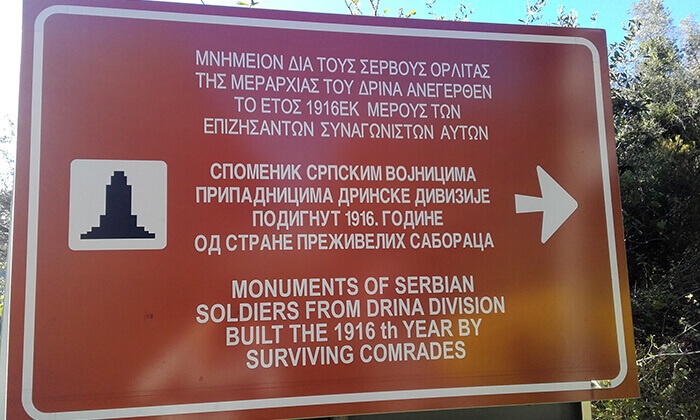 ΜΝΗΜΕΙΟΝ ΔΙΑ ΤΟΥΣ ΣΕΡΒΟΥΣ ΟΡΛΙΤΑΣ
ΤΗΣ ΜΕΡΑΡΧΙΑΣ ΤΟΥ ΔΡΙΝΑ ΑΝΕΓΕΡΘΕΝ
ΤΟ ΕΤΟΣ 1916ΕΚ ΜΕΡΟΥΣ ΤΩΝ
ΕΠΙΖΗΣΑΝΤΩΝ ΣΥΝΑΓΩΝΙΣΤΩΝ ΑΥΤΩΝ
СПОМЕНИК СРПСКИМ ВОЈНИЦИМА
ПРИПАДНИЦИМА ДРИНСКЕ ДИВИЗИЈЕ
ПОДИГНУТ 1916. ГОДИНЕ
ОД СТРАНЕ ПРЕЖИВЕЛИХ САБОРАЦА
MONUMENTS OF SERBIAN
SOLDIERS FROM DRINA DIVISION
BUILT THE 1916 th YEAR BY
SURVIVING COMRADES